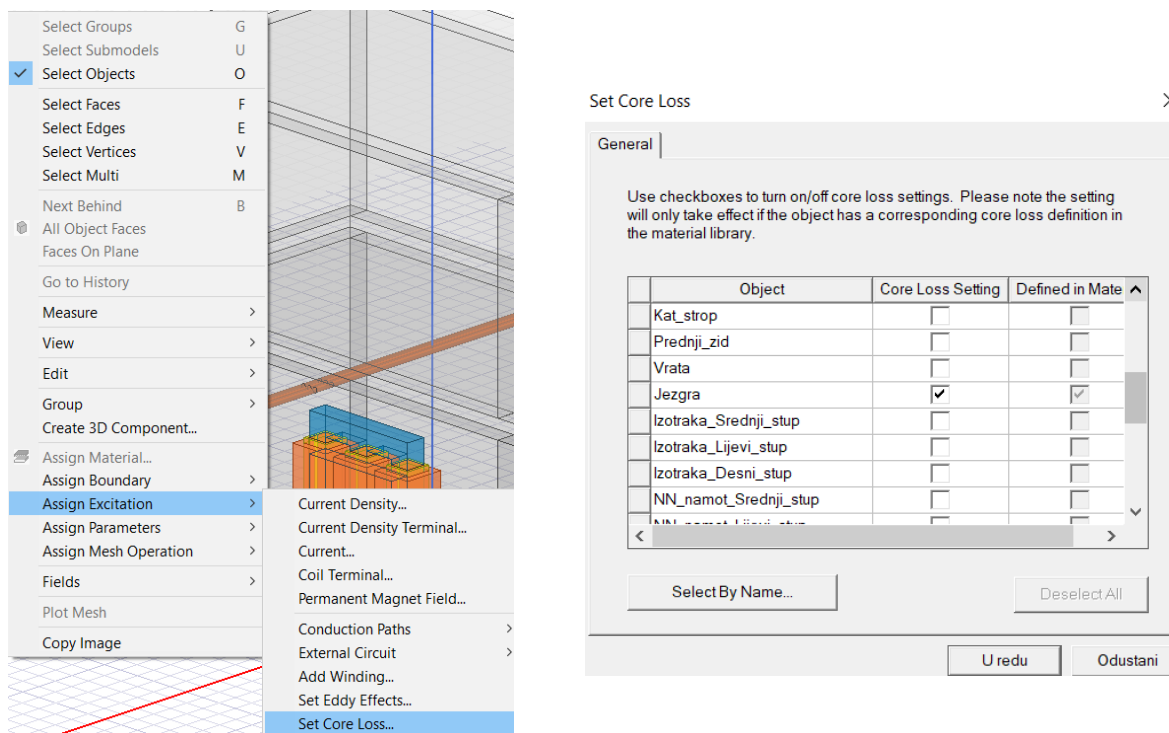 Select Groups G
Select Submodels U
Select Objects O
Select Faces F
Select Edges E
Select Vertices V
Select Multi M
Next Behind B
All Object Faces
Faces On Plane
Go to History
Measure
View
Edit
Group
Create 3D Component...
Assign Material...
Assign Boundary
Assign Excitation
Assign Parameters
Assign Mesh Operation
Fields
Plot Mesh
Copy Image
Current Density...
Current Density Terminal...
Current...
Coil Terminal...
Permanent Magnet Field...
Conduction Paths
External Circuit
Add Winding...
Set Eddy Effects...
Set Core Loss...
Set Core Loss
General
Use checkboxes to turn on/off core loss settings. Please note the setting
will only take effect if the object has a corresponding core loss definition in
the material library.
Object Core Loss Setting Defined in Mate
Kat_strop
Prednji_zid
Vrata
Jezgra
Izotraka_Srednji_stup
Izotraka_Lijevi_stup
Izotraka_Desni_stup
NN_namot_Srednji_stup
Select By Name...
Deselect All
U redu
Odustani